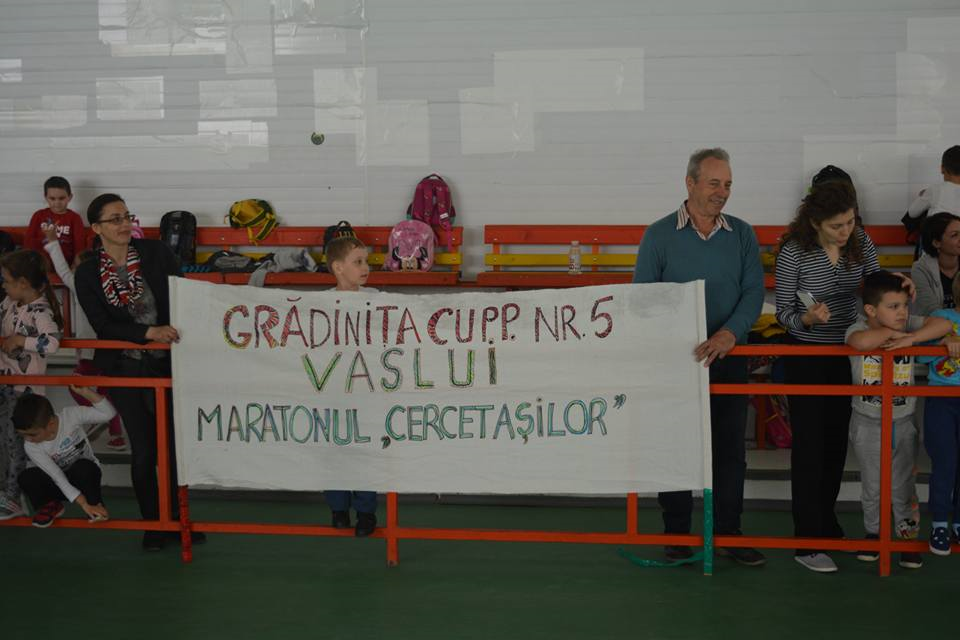 GRĂDINIȚA CU P.P. NR. 5
VASLUI
MARATONUL „CERCETAȘILOR”